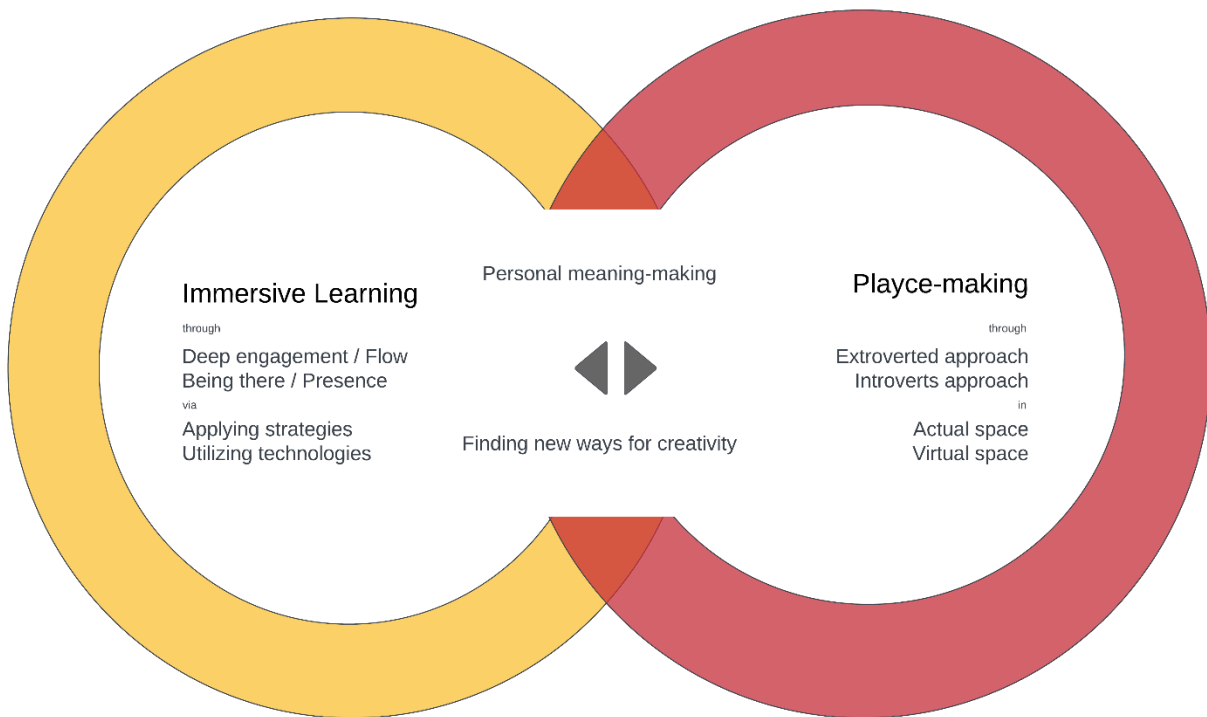 Immersive Learning
through
Deep engagement / Flow
Being there / Presence
via
Applying strategies
Utilizing technologies
Personal meaning-making
Finding new ways for creativity
Playce-making
through
Extroverted approach
Introverts approach
in
Actual space
Virtual space